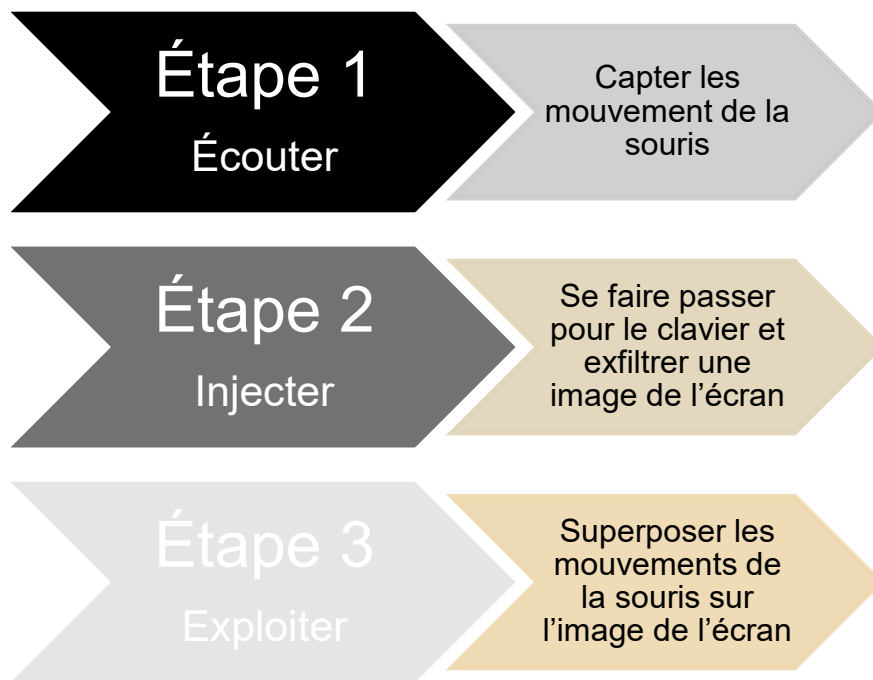 Étape 1
Écouter
Capter les
mouvement de la
souris
Étape 2
Injecter
Se faire passer
pour le clavier et
exfiltrer une
image de l’écran
Étape 3
Exploiter
Superposer les
mouvements de
la souris sur
l’image de l’écran